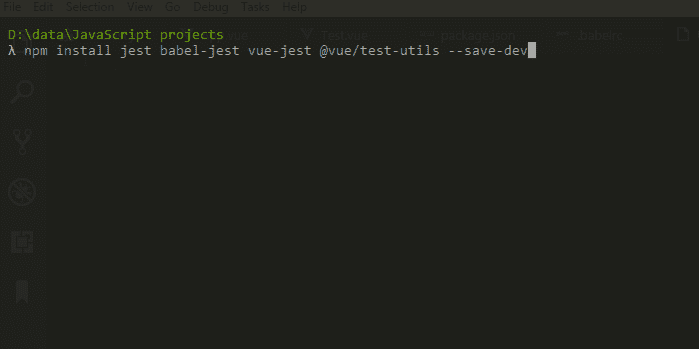 File Edit Selection View Go Debug Tasks Help
Test.vue package.json .babelrc
D:\data\JavaScript projects
λ npm install jest babel-jest vue-jest @vue/test-utils --save-dev